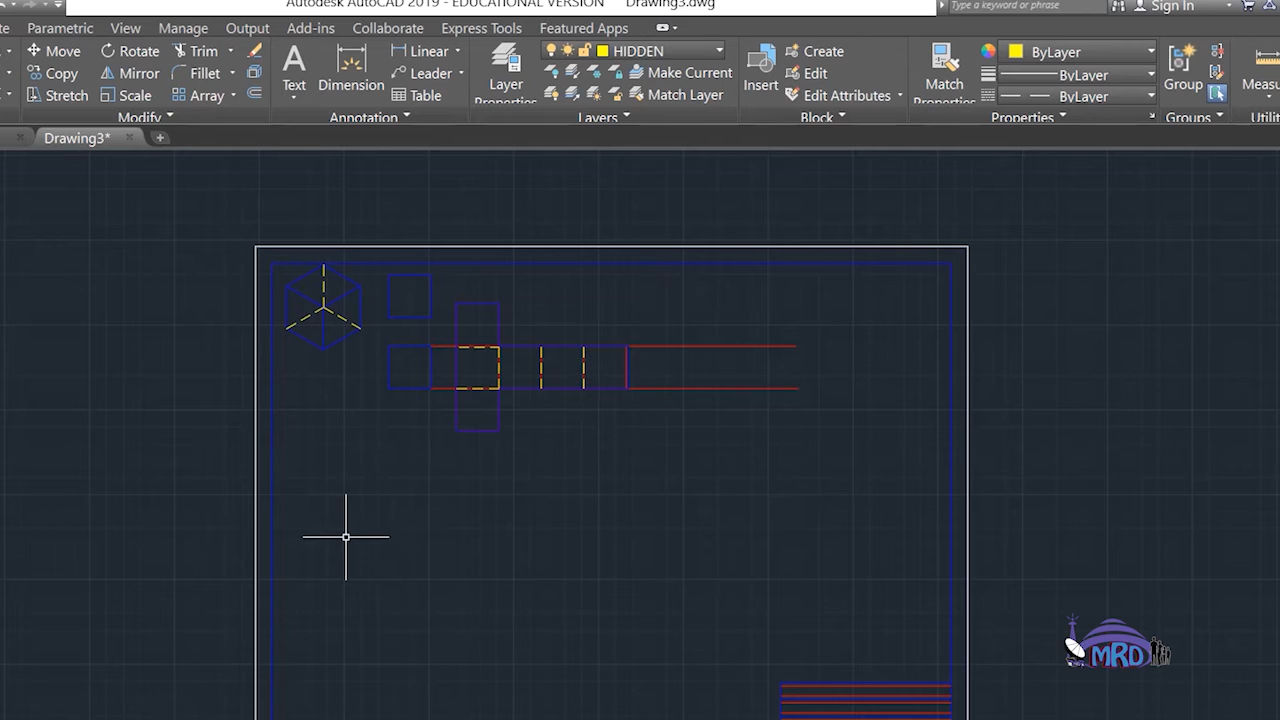 Autodesk AutoCAD 2019 - EDUCATIONAL VERSION Drawing3.dwg
Type a keyword or phrase
Sign In
Parametric View Manage Output Add-ins Collaborate Express Tools Featured Apps
Move Rotate Trim
Copy Mirror Fillet
Stretch Scale Array
Modify
Text Dimension
Linear
Leader
Table
Annotation
Layer
Properties
HIDDEN
Make Current
Match Layer
Layers
Insert
Create
Edit
Edit Attributes
Block
Match
Properties
ByLayer
ByLayer
ByLayer
Properties
Group
Groups
Drawing3*
MRD